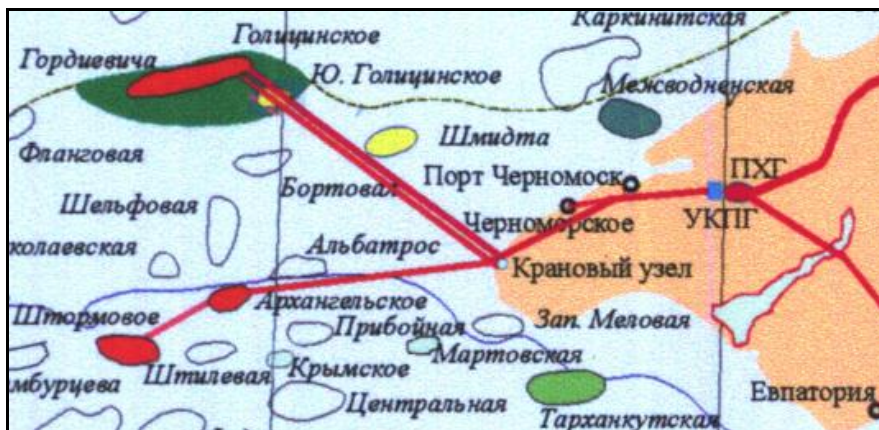 Каркинитская
Голицинское
Гордиевича
Ю. Голицинское
Межводненская
Шмидта
Фланговая
ПХГ
Порт Черномоск
Бортовая
Шельфовая
Черноморское
УКПГ
колаевская
Альбатрос
Крановый узел
Архангельское
Штормовое
Прибойная
Зап. Меловая
Мартовская
Крымское
Штилевая
мбурцева
Евпатория
Центральная
Тарханкутская